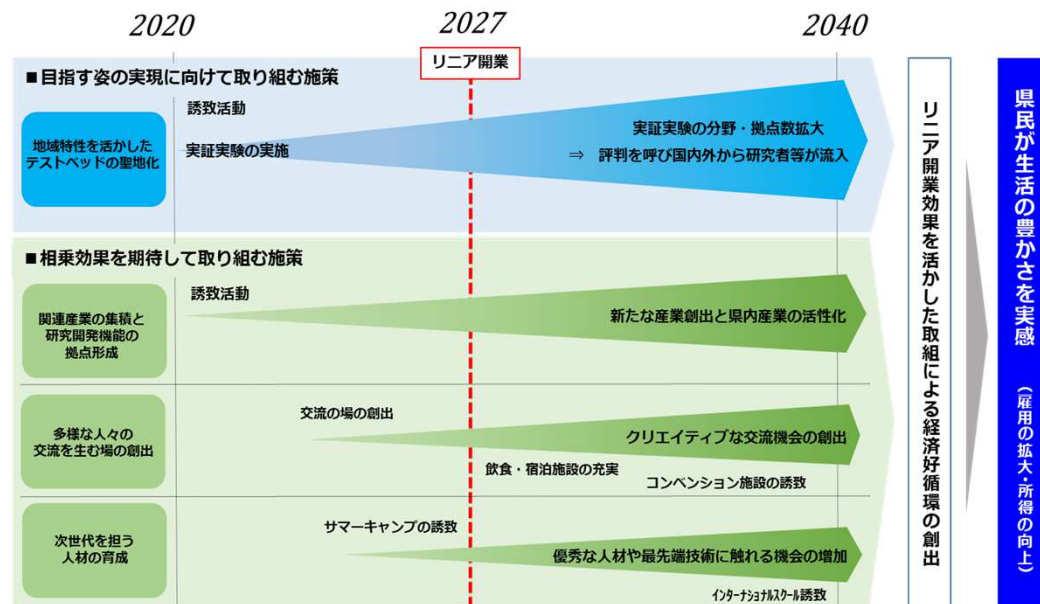 2020
2027
2040
リニア開業
■目指す姿の実現に向けて取り組む施策
誘致活動
地域特性を活かした
テストベッドの聖地化
実証実験の実施
実証実験の分野・拠点数拡大
⇒ 評判を呼び国内外から研究者等が流入
■相乗効果を期待して取り組む施策
誘致活動
関連産業の集積と
研究開発機能の
拠点形成
新たな産業創出と県内産業の活性化
交流の場の創出
多様な人々の
交流を生む場の創出
クリエイティブな交流機会の創出
飲食・宿泊施設の充実
コンベンション施設の誘致
サマーキャンプの誘致
次世代を担う
人材の育成
優秀な人材や最先端技術に触れる機会の増加
インターナショナルスクール誘致
リニア開業効果を活かした取組による経済好循環の創出
県民が生活の豊かさを実感 (雇用の拡大・所得の向上)